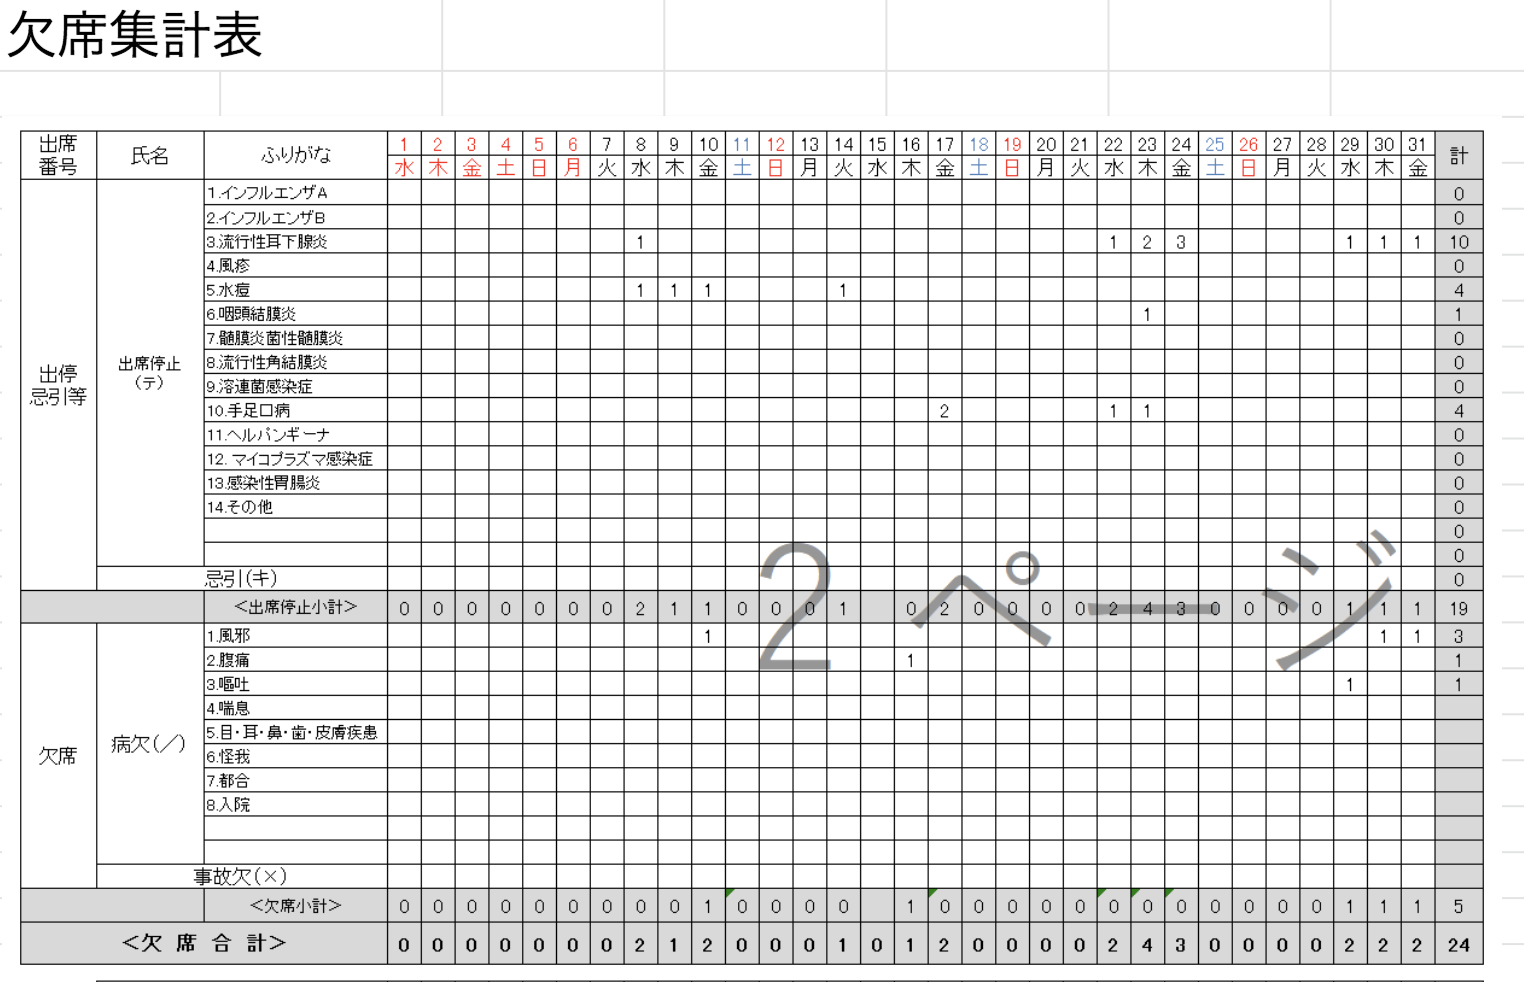 欠席集計表
出席番号 氏名 ふりがな 1 2 3 4 5 6 7 8 9 10 11 12 13 14 15 16 17 18 19 20 21 22 23 24 25 26 27 28 29 30 31 計
水 木 金 土 日 月 火 水 木 金 土 日 月 火 水 木 金 土 日 月 火 水 木 金 土 日 月 火 水 木 金
出停忌引等 出席停止(テ)
1.インフルエンザA 0
2.インフルエンザB 0
3.流行性耳下腺炎 1 1 2 3 1 1 1 10
4.風疹 0
5.水痘 1 1 1 1 4
6.咽頭結膜炎 1 1
7.髄膜炎菌性髄膜炎 0
8.流行性角結膜炎 0
9.溶連菌感染症 0
10.手足口病 2 1 1 4
11.ヘルパンギーナ 0
12.マイコプラズマ感染症 0
13.感染性胃腸炎 0
14.その他 0
0
0
忌引(キ) 0
<出席停止小計> 0 0 0 0 0 0 0 2 1 1 0 0 0 1 0 2 0 0 0 0 2 4 3 0 0 0 0 1 1 1 19
2 ページ
欠席 病欠(／)
1.風邪 1 1 1 3
2.腹痛 1 1
3.嘔吐 1 1
4.喘息
5.目・耳・鼻・歯・皮膚疾患
6.怪我
7.都合
8.入院
事故欠(×)
<欠席小計> 0 0 0 0 0 0 0 0 0 1 0 0 0 0 1 0 0 0 0 0 0 0 0 0 0 0 0 1 1 1 5
<欠 席 合 計> 0 0 0 0 0 0 0 2 1 2 0 0 0 1 0 1 2 0 0 0 0 2 4 3 0 0 0 0 2 2 2 24